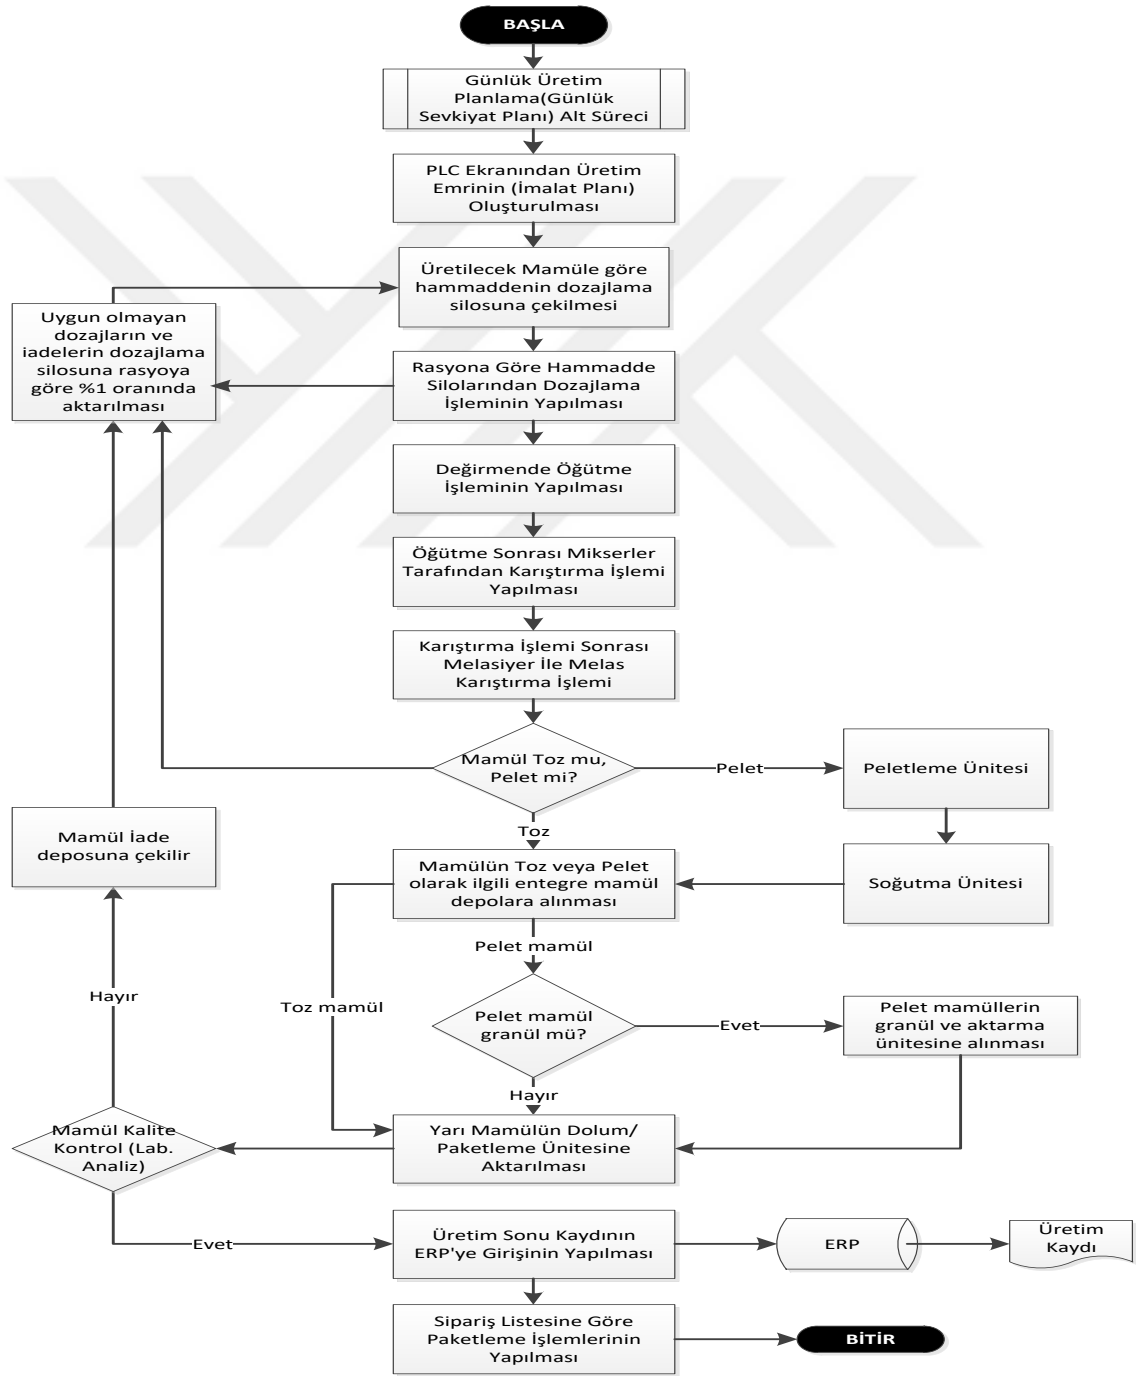 BAŞLA
Günlük Üretim
Planlama(Günlük
Sevkiyat Planı) Alt Süreci
PLC Ekranından Üretim
Emrinin (İmalat Planı)
Oluşturulması
Üretilecek Mamüle göre
hammaddenin dozajlama
silosuna çekilmesi
Uygun olmayan
dozajların ve
iadelerin dozajlama
silosuna rasyoya
göre %1 oranında
aktarılması
Rasyona Göre Hammadde
Silolarından Dozajlama
İşleminin Yapılması
Değirmende Öğütme
İşleminin Yapılması
Öğütme Sonrası Mikserler
Tarafından Karıştırma İşlemi
Yapılması
Karıştırma İşlemi Sonrası
Melasiyer İle Melas
Karıştırma İşlemi
Mamül Toz mu,
Pelet mi?
Pelet
Peletleme Ünitesi
Toz
Mamül İade
deposuna çekilir
Mamülün Toz veya Pelet
olarak ilgili entegre mamül
depolara alınması
Soğutma Ünitesi
Pelet mamül
Hayır
Toz mamül
Pelet mamül
granül mü?
Evet
Pelet mamüllerin
granül ve aktarma
ünitesine alınması
Hayır
Mamül Kalite
Kontrol (Lab.
Analiz)
Yarı Mamülün Dolum/
Paketleme Ünitesine
Aktarılması
Evet
Üretim Sonu Kaydının
ERP'ye Girişinin Yapılması
ERP
Üretim
Kaydı
Sipariş Listesine Göre
Paketleme İşlemlerinin
Yapılması
BİTİR